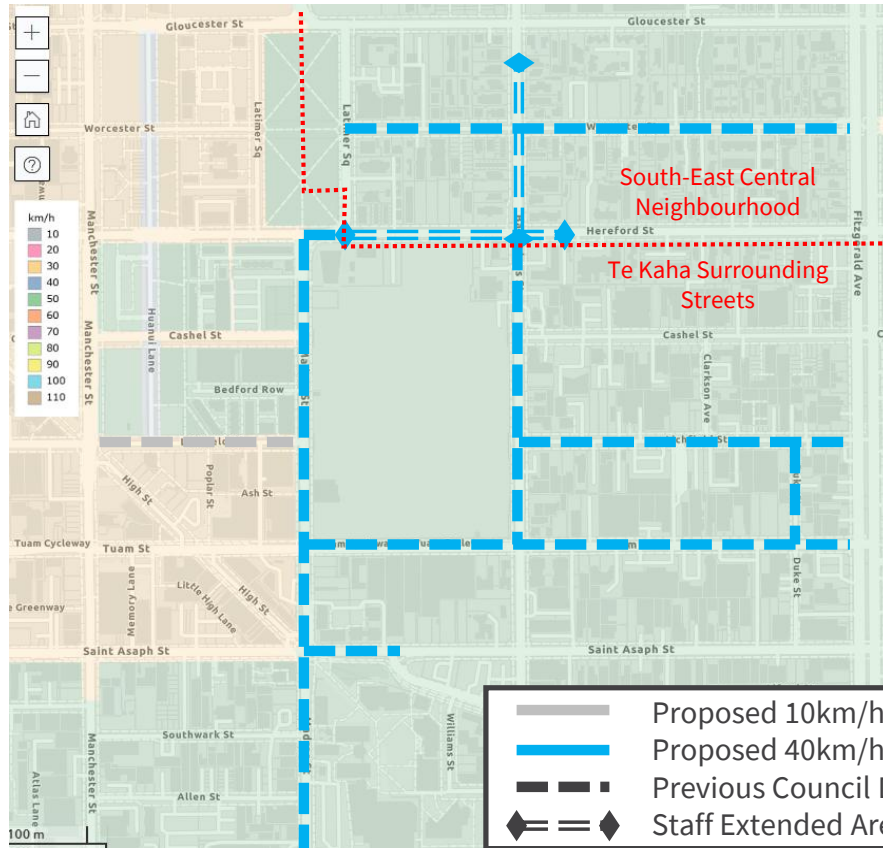 Gloucester St
Gloucester St
Latimer Sq
Latimer Sq
Worcester St
South-East Central
Neighbourhood
Hereford St
Te Kaha Surrounding
Streets
Fitzgerald Ave
km/h
10
20
30
40
50
60
70
80
90
100
110
Manchester St
Manchester St
Huanui Lane
Cashel St
Cashel St
Clarkson Ave
Bedford Row
High St
Poplar St
Ash St
Tuam Cycleway
Tuam St
Memory Lane
Little High Lane
High St
e Greenway
Duke St
Saint Asaph St
Saint Asaph St
Southwark St
Manchester St
Williams St
Atlas Lane
Allen St
100 m
Proposed 10km/h
Proposed 40km/h
Previous Council
Staff Extended Are